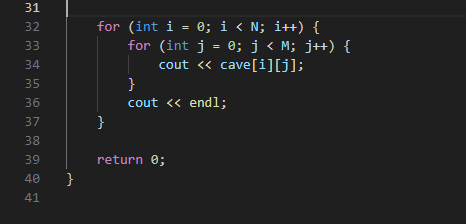 31
32 for (int i = 0; i < N; i++) {
33 for (int j = 0; j < M; j++) {
34 cout << cave[i][j];
35 }
36 cout << endl;
37 }
38
39 return 0;
40 }
41